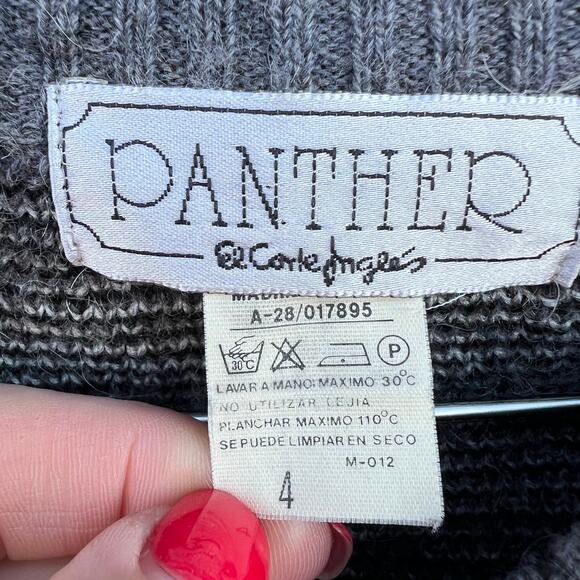 PANTHER
El Corte Inglés
A-28/017895
30°C P
LAVAR A MANO: MAXIMO 30°C
NO UTILIZAR LEJIA
PLANCHAR MAXIMO 110°C
SE PUEDE LIMPIAR EN SECO
M-012
4